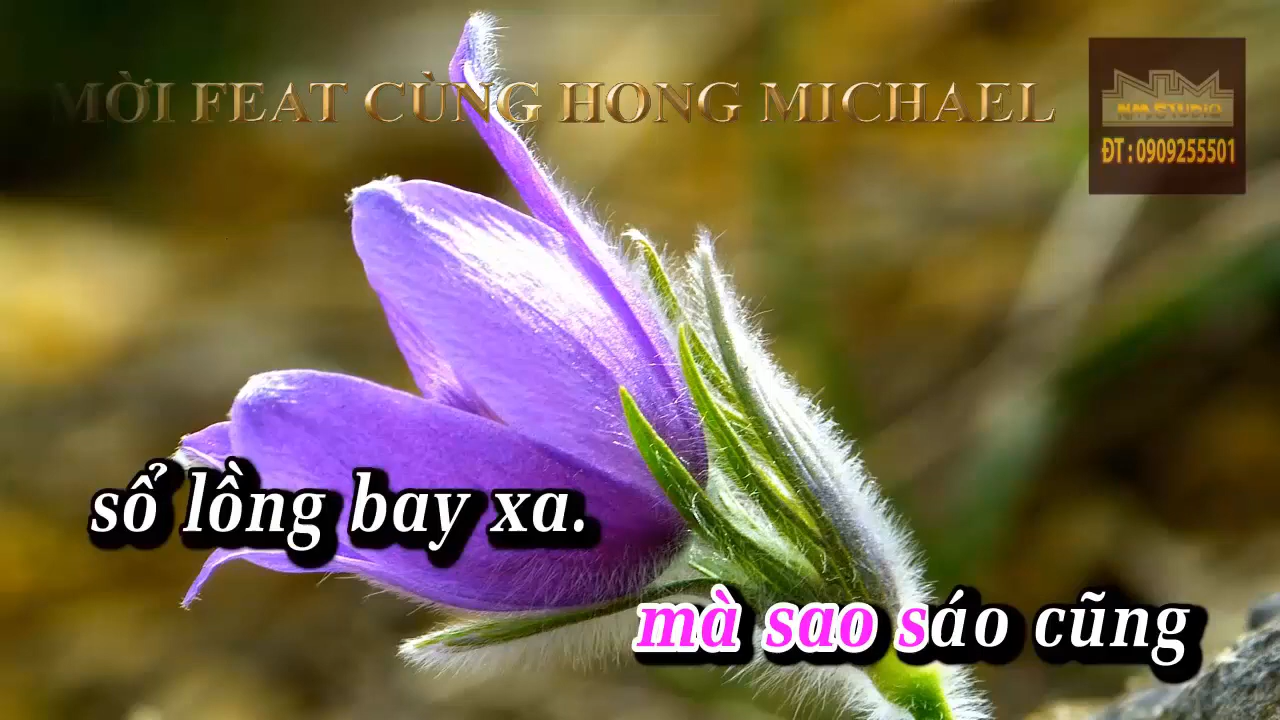 MỜI FEAT CÙNG HONG MICHAEL
NM STUDIO
ĐT : 0909255501
sổ lồng bay xa.
mà sao sáo cũng